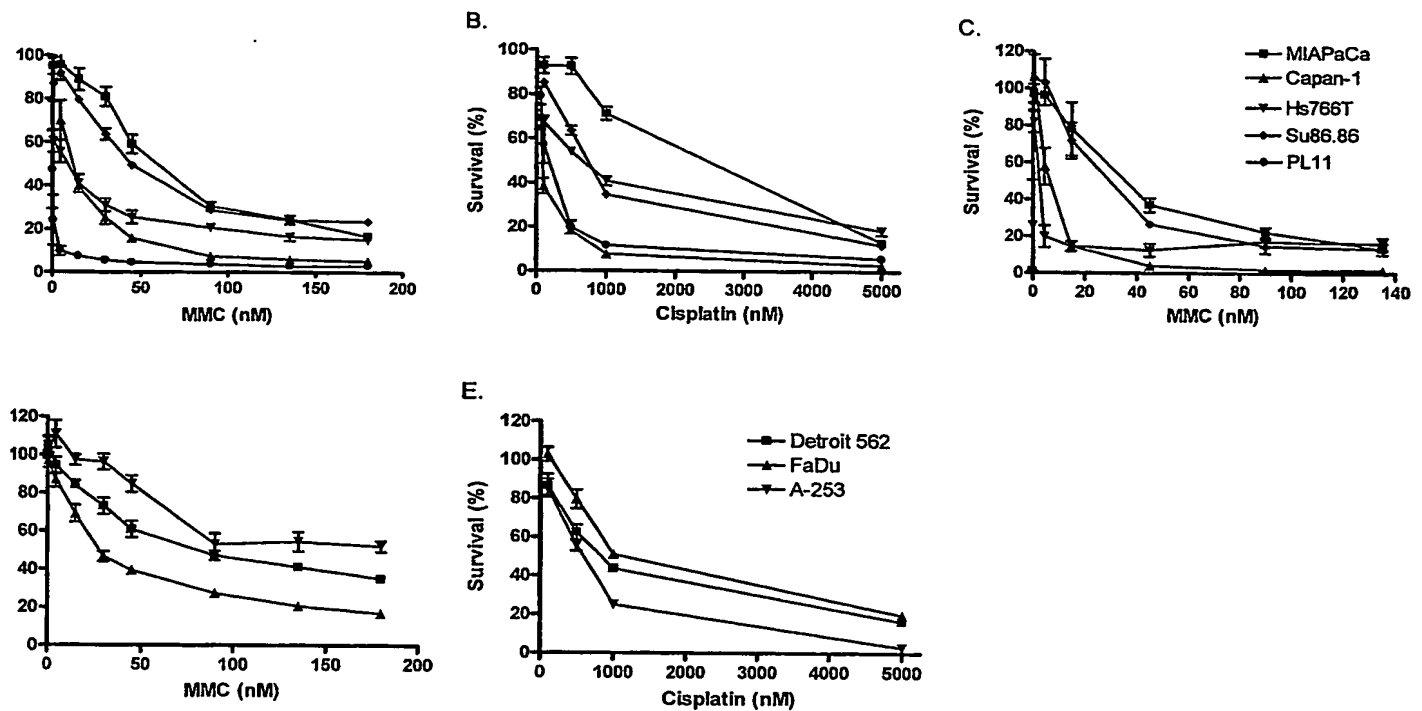 B.
C.
100
80
60
40
20
0
0 50 100 150 200
MMC (nM)
Survival (%)
100
80
60
40
20
0
0 1000 2000 3000 4000 5000
Cisplatin (nM)
Survival (%)
120
100
80
60
40
20
0
0 20 40 60 80 100 120 140
MMC (nM)
MIAPaCa
Capan-1
Hs766T
Su86.86
PL11
E.
120
100
80
60
40
20
0
0 50 100 150 200
MMC (nM)
Survival (%)
120
100
80
60
40
20
0
0 1000 2000 3000 4000 5000
Cisplatin (nM)
Detroit 562
FaDu
A-253